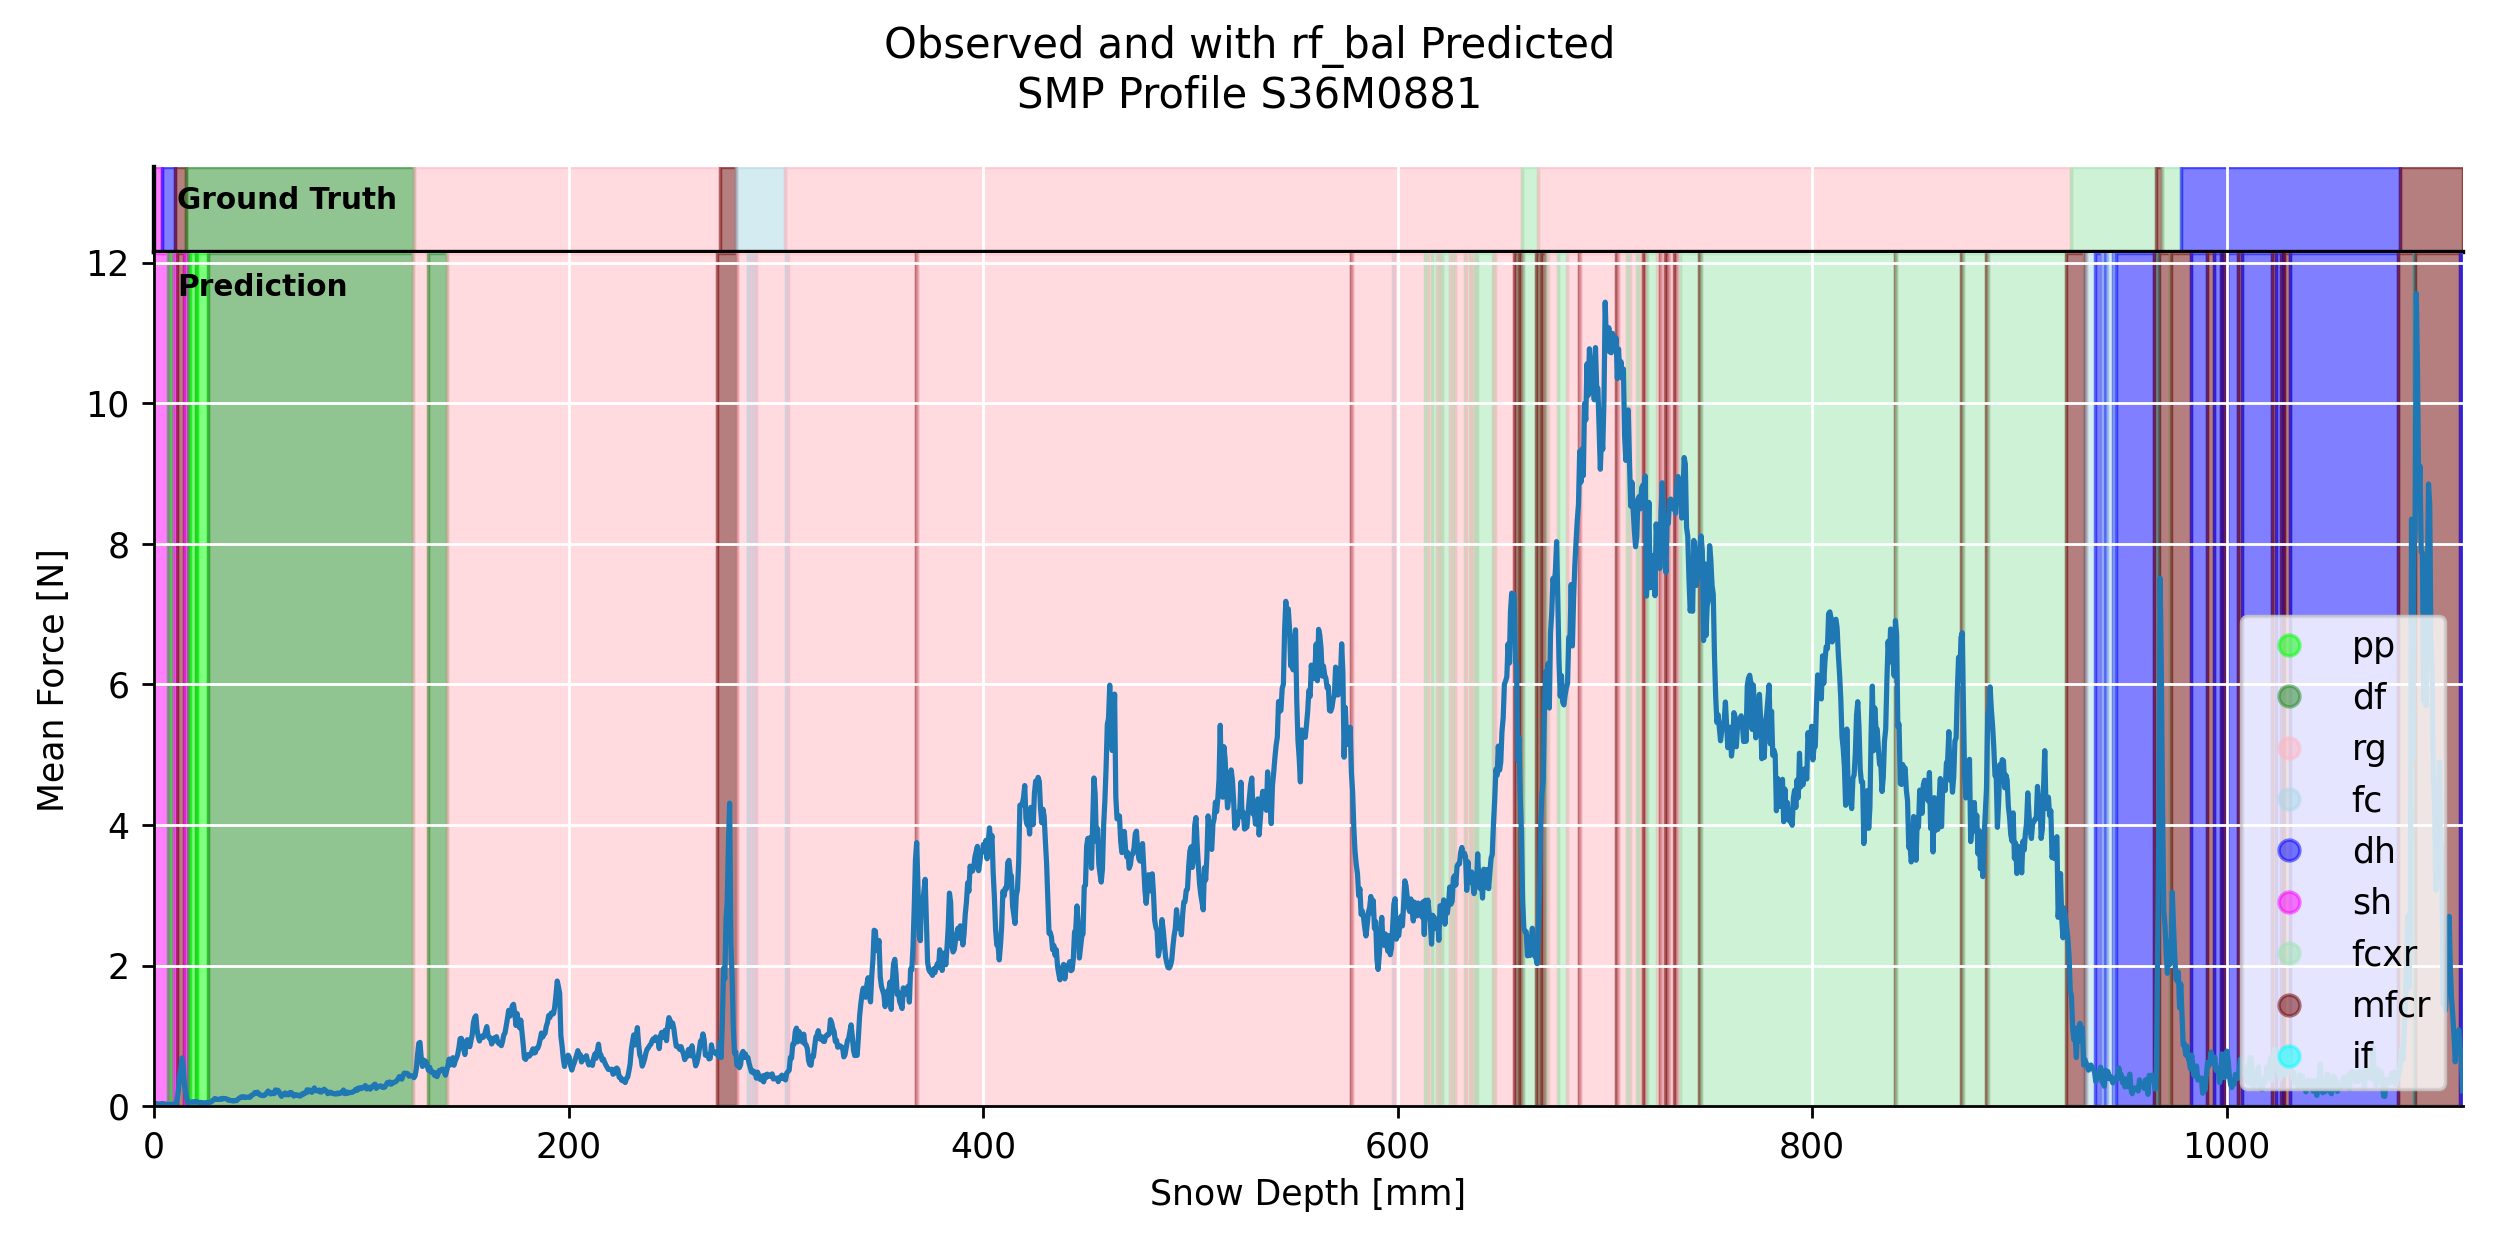 Observed and with rf_bal Predicted
SMP Profile S36M0881
Ground Truth
Prediction
12
10
8
6
4
2
0
Mean Force [N]
0 200 400 600 800 1000
Snow Depth [mm]
pp
df
rg
fc
dh
sh
fcxr
mfcr
if